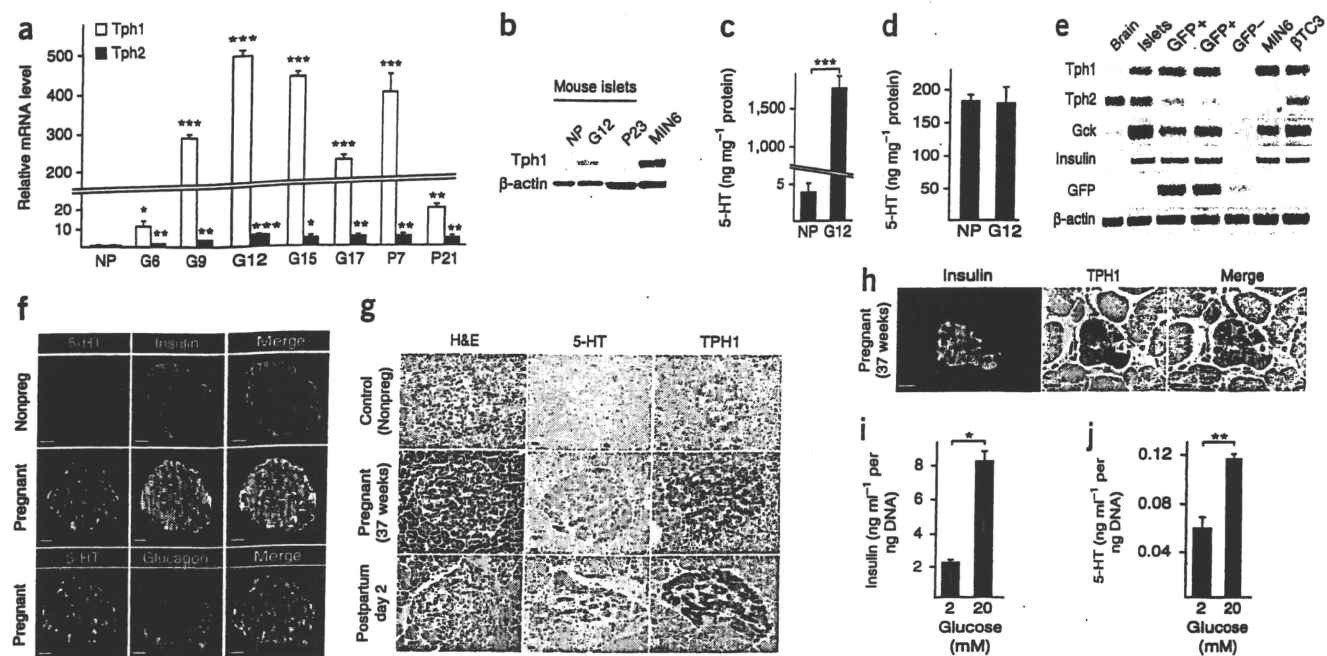 a
Tph1
Tph2
Relative mRNA level
500
400
300
200
20
10
***
***
***
***
***
*
**
**
****
*
**
**
**
**
NP G6 G9 G12 G15 G17 P7 P21
b
Mouse islets
NP G12 P23 MIN6
Tph1
β-actin
c
5-HT (ng mg⁻¹ protein)
***
1,500
1,000
5
NP G12
d
5-HT (ng mg⁻¹ protein)
200
150
100
50
NP G12
e
Brain Islets GFP+ GFP+ GFP– MIN6 βTC3
Tph1
Tph2
Gck
Insulin
GFP
β-actin
f
5-HT Insulin Merge
Nonpreg
Pregnant
5-HT Glucagon Merge
Pregnant
g
H&E 5-HT TPH1
Control
(Nonpreg)
Pregnant
(37 weeks)
Postpartum
day 2
h
Insulin TPH1 Merge
Pregnant
(37 weeks)
i
Insulin (ng ml⁻¹ per
ng DNA)
*
8
6
4
2
2 20
Glucose
(mM)
j
5-HT (ng ml⁻¹ per
ng DNA)
**
0.12
0.08
0.04
2 20
Glucose
(mM)